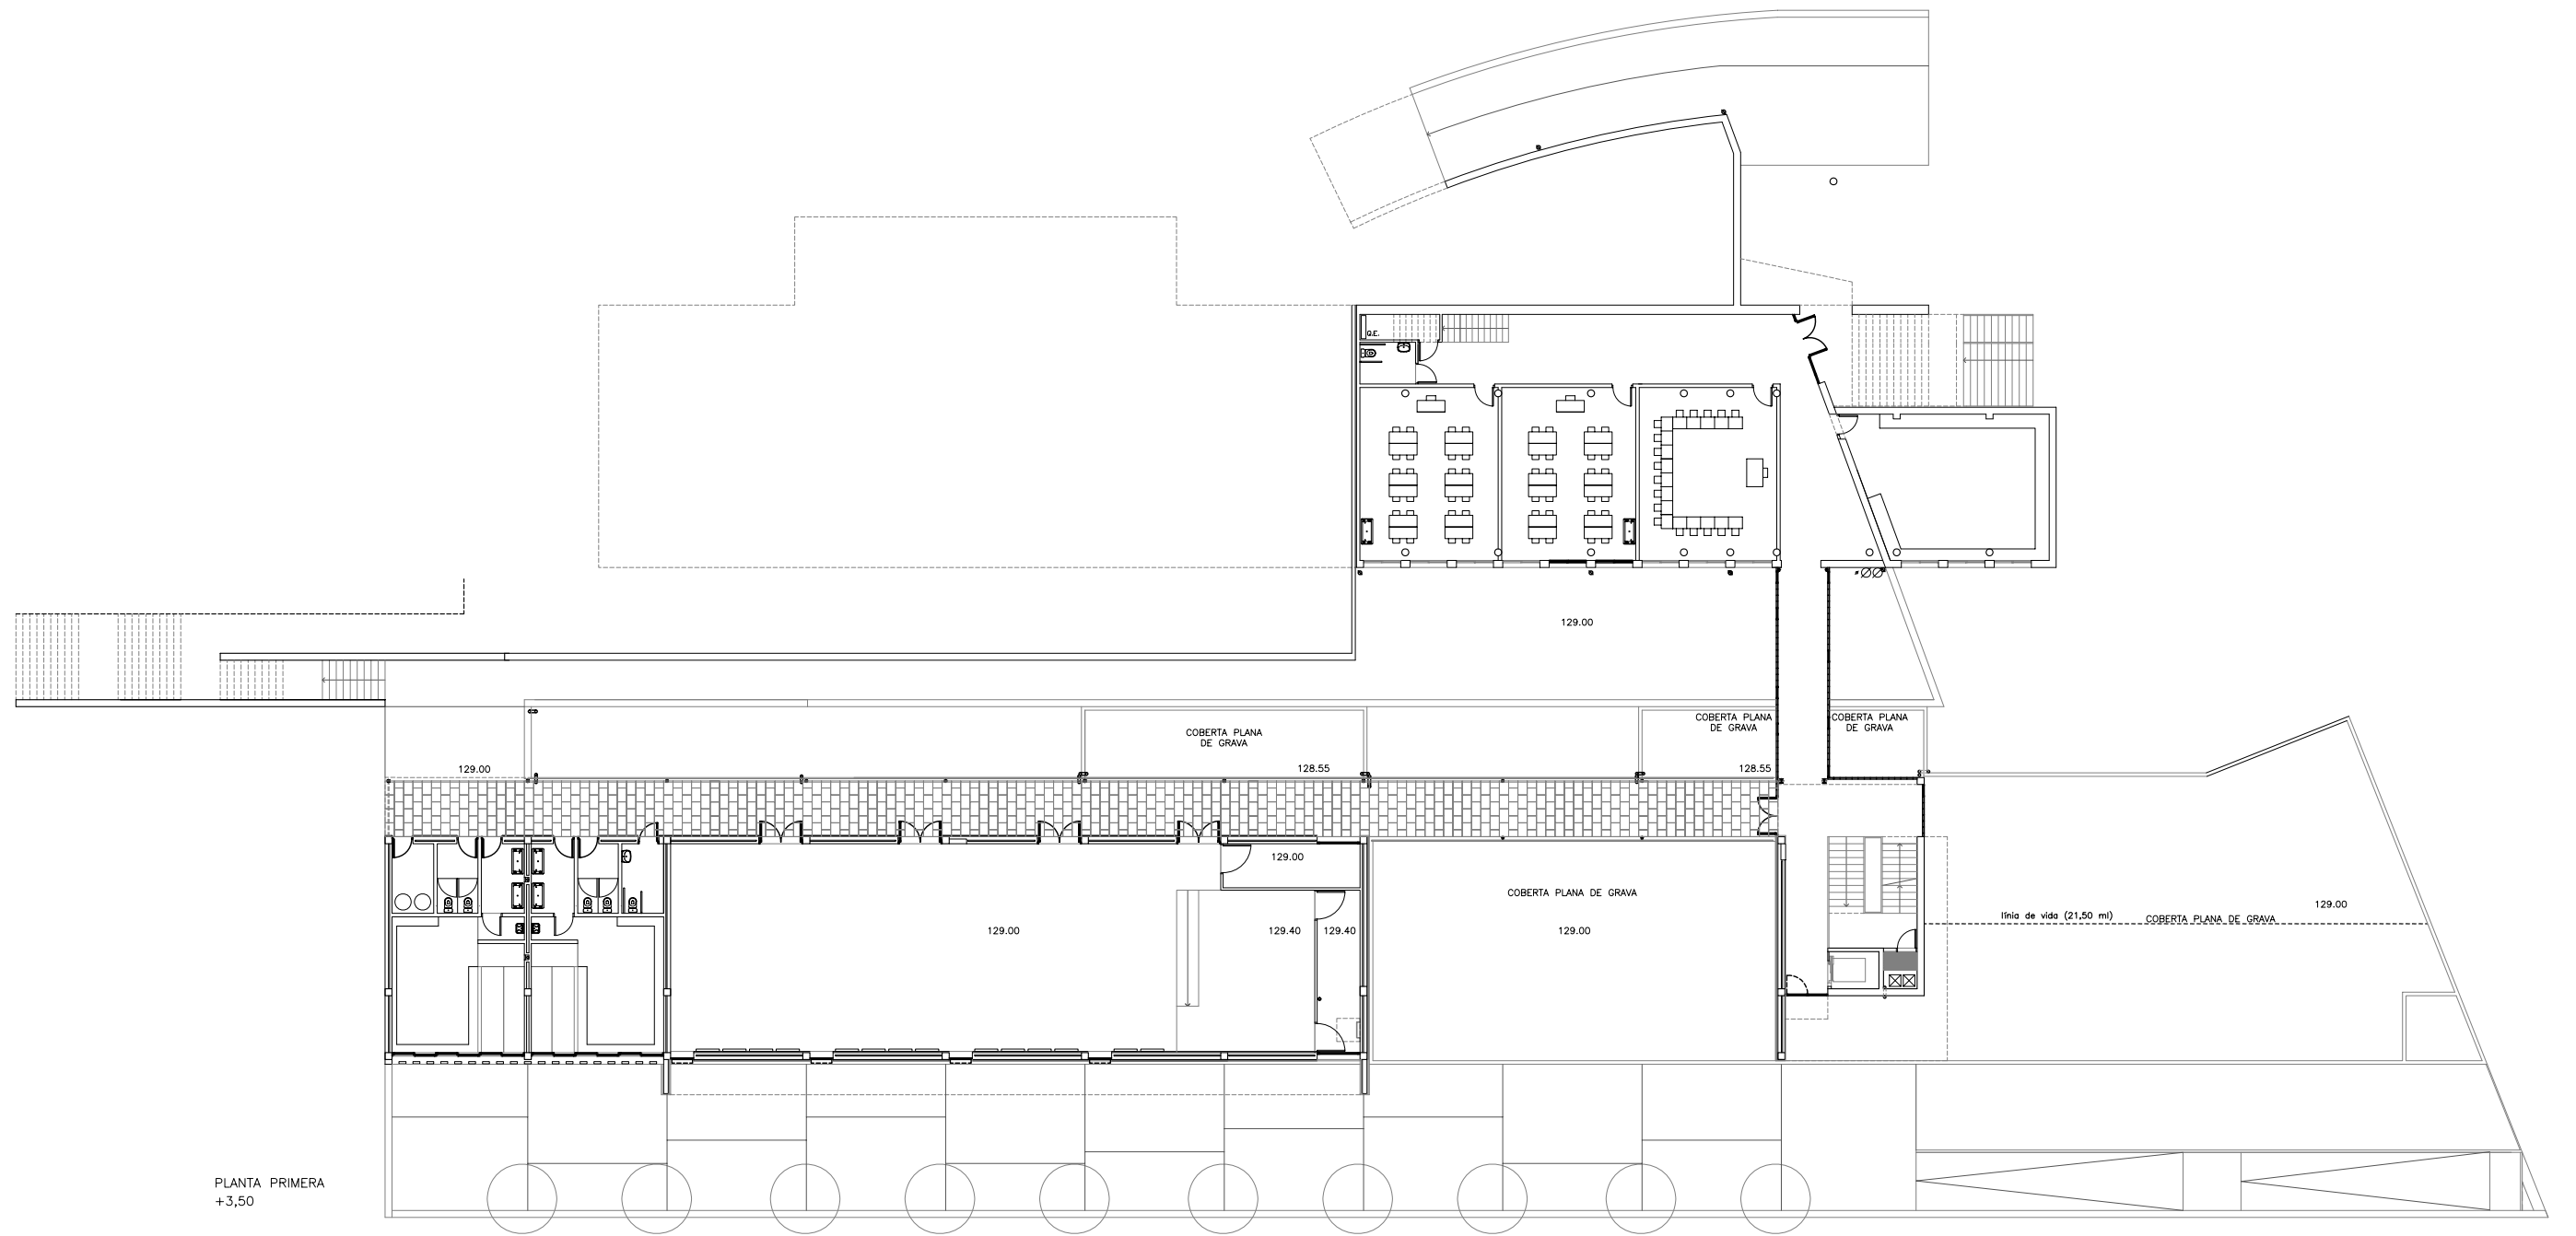 Q.E.
129.00
COBERTA PLANA
DE GRAVA
COBERTA PLANA
DE GRAVA
COBERTA PLANA
DE GRAVA
129.00
128.55
128.55
129.00
COBERTA PLANA DE GRAVA
129.00
129.40
129.40
129.00
línia de vida (21,50 ml)
COBERTA PLANA DE GRAVA
129.00
PLANTA PRIMERA
+3,50